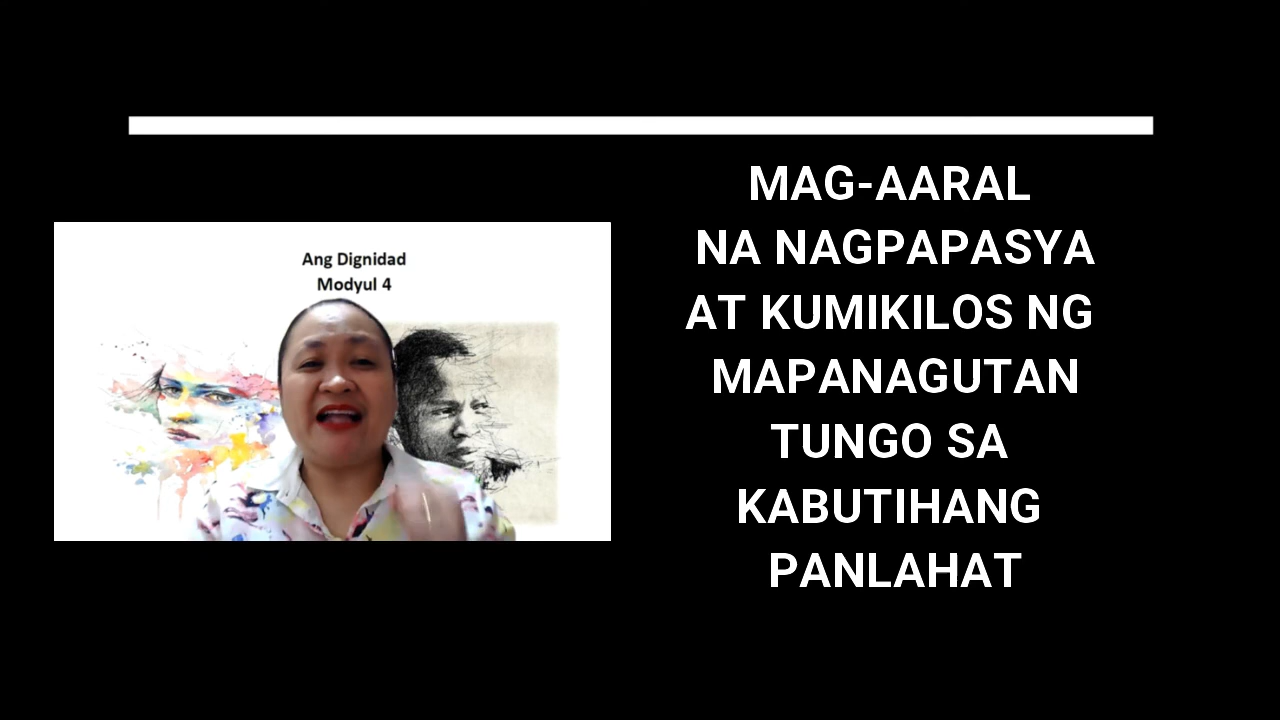 Ang Dignidad
Modyul 4
MAG-AARAL
NA NAGPAPASYA
AT KUMIKILOS NG
MAPANAGUTAN
TUNGO SA
KABUTIHANG
PANLAHAT